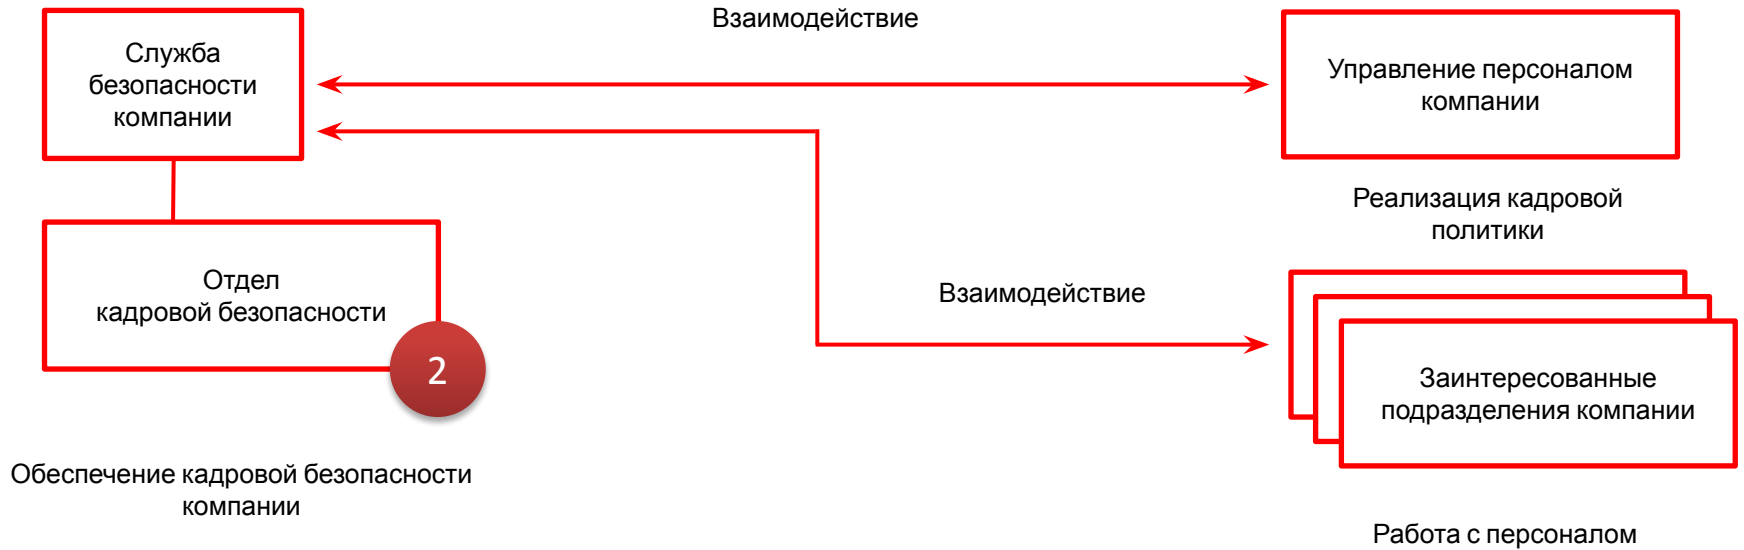 Взаимодействие
Служба
безопасности
компании
Управление персоналом
компании
Реализация кадровой
политики
Отдел
кадровой безопасности
2
Взаимодействие
Заинтересованные
подразделения компании
Обеспечение кадровой безопасности
компании
Работа с персоналом